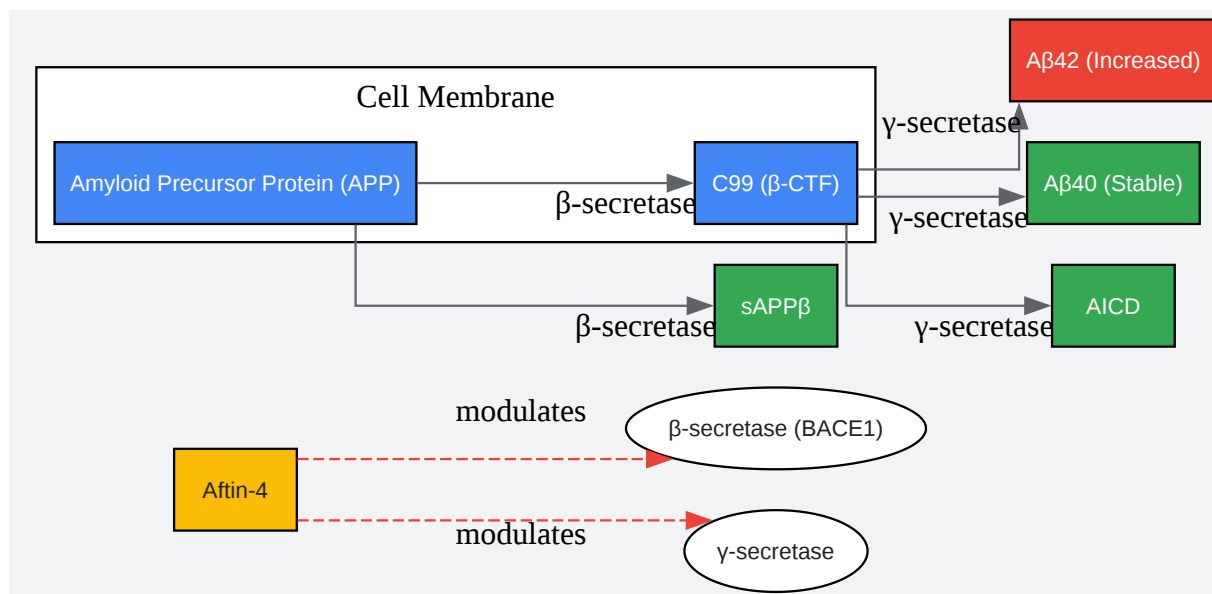 Aβ42 (Increased)
Cell Membrane
γ-secretase
Amyloid Precursor Protein (APP)
C99 (β-CTF)
Aβ40 (Stable)
β-secretase
γ-secretase
sAPPβ
AICD
β-secretase
γ-secretase
modulates
β-secretase (BACE1)
Aftin-4
modulates
γ-secretase